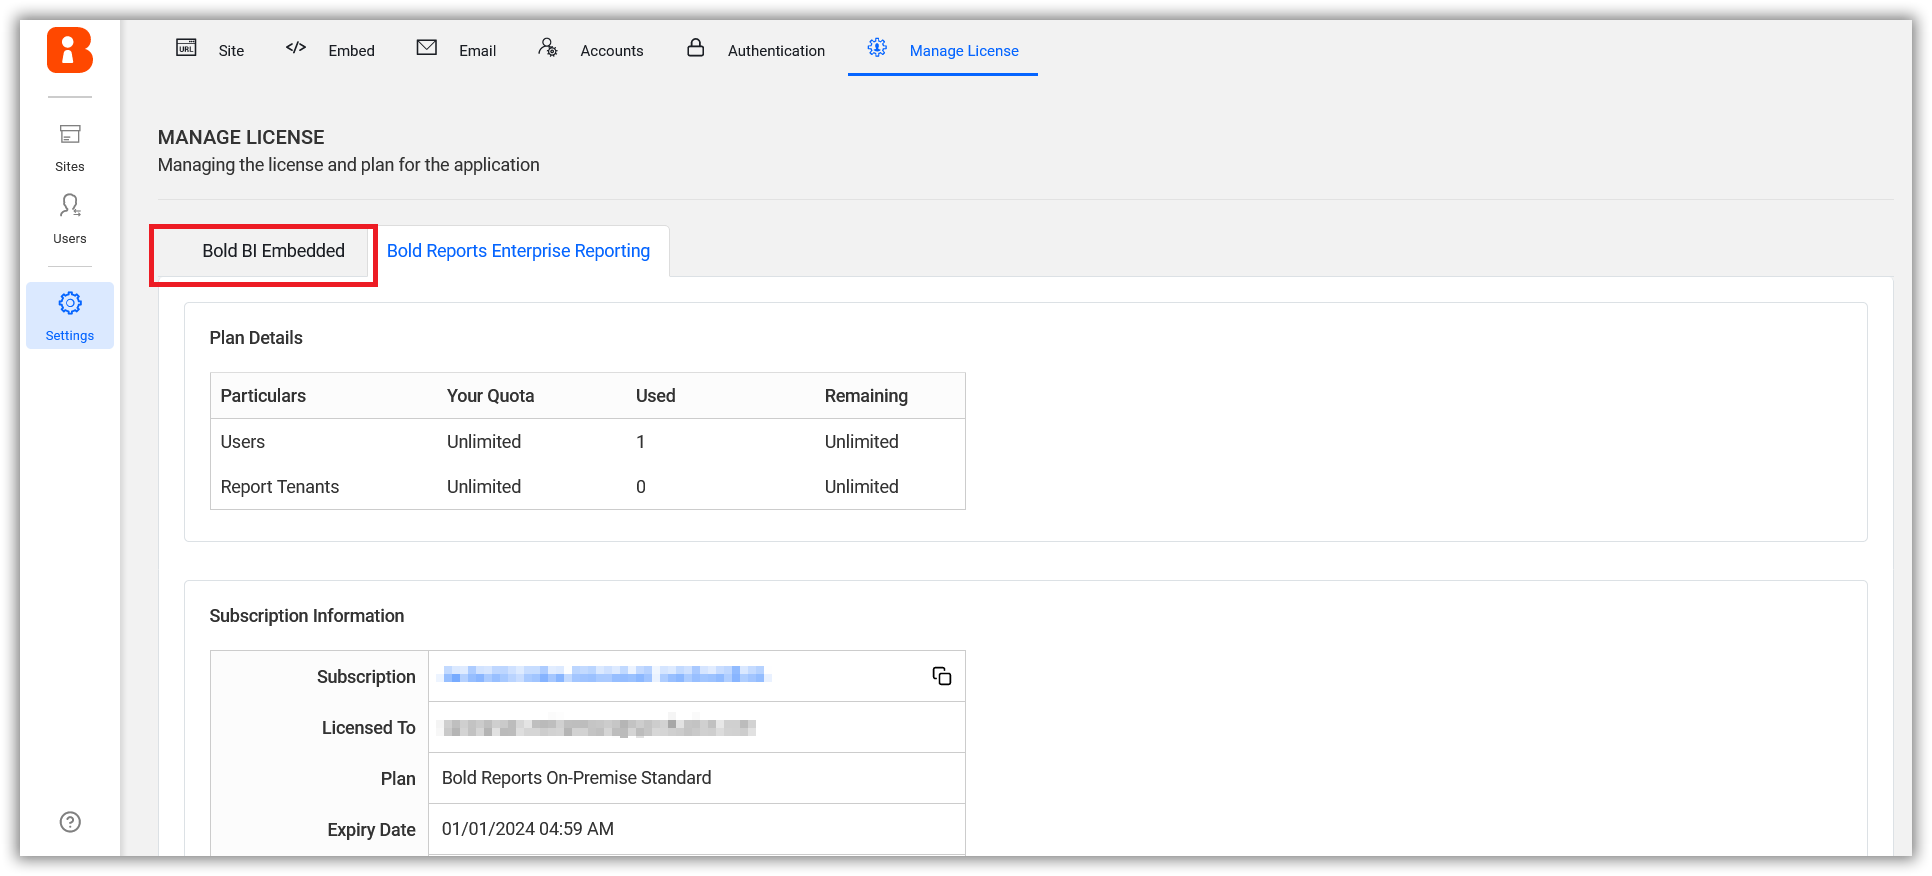 URL Site </> Embed Email Accounts Authentication Manage License
Sites
Users
Settings
MANAGE LICENSE
Managing the license and plan for the application
Bold BI Embedded Bold Reports Enterprise Reporting
Plan Details
Particulars Your Quota Used Remaining
Users Unlimited 1 Unlimited
Report Tenants Unlimited 0 Unlimited
Subscription Information
Subscription
Licensed To
Plan Bold Reports On-Premise Standard
Expiry Date 01/01/2024 04:59 AM